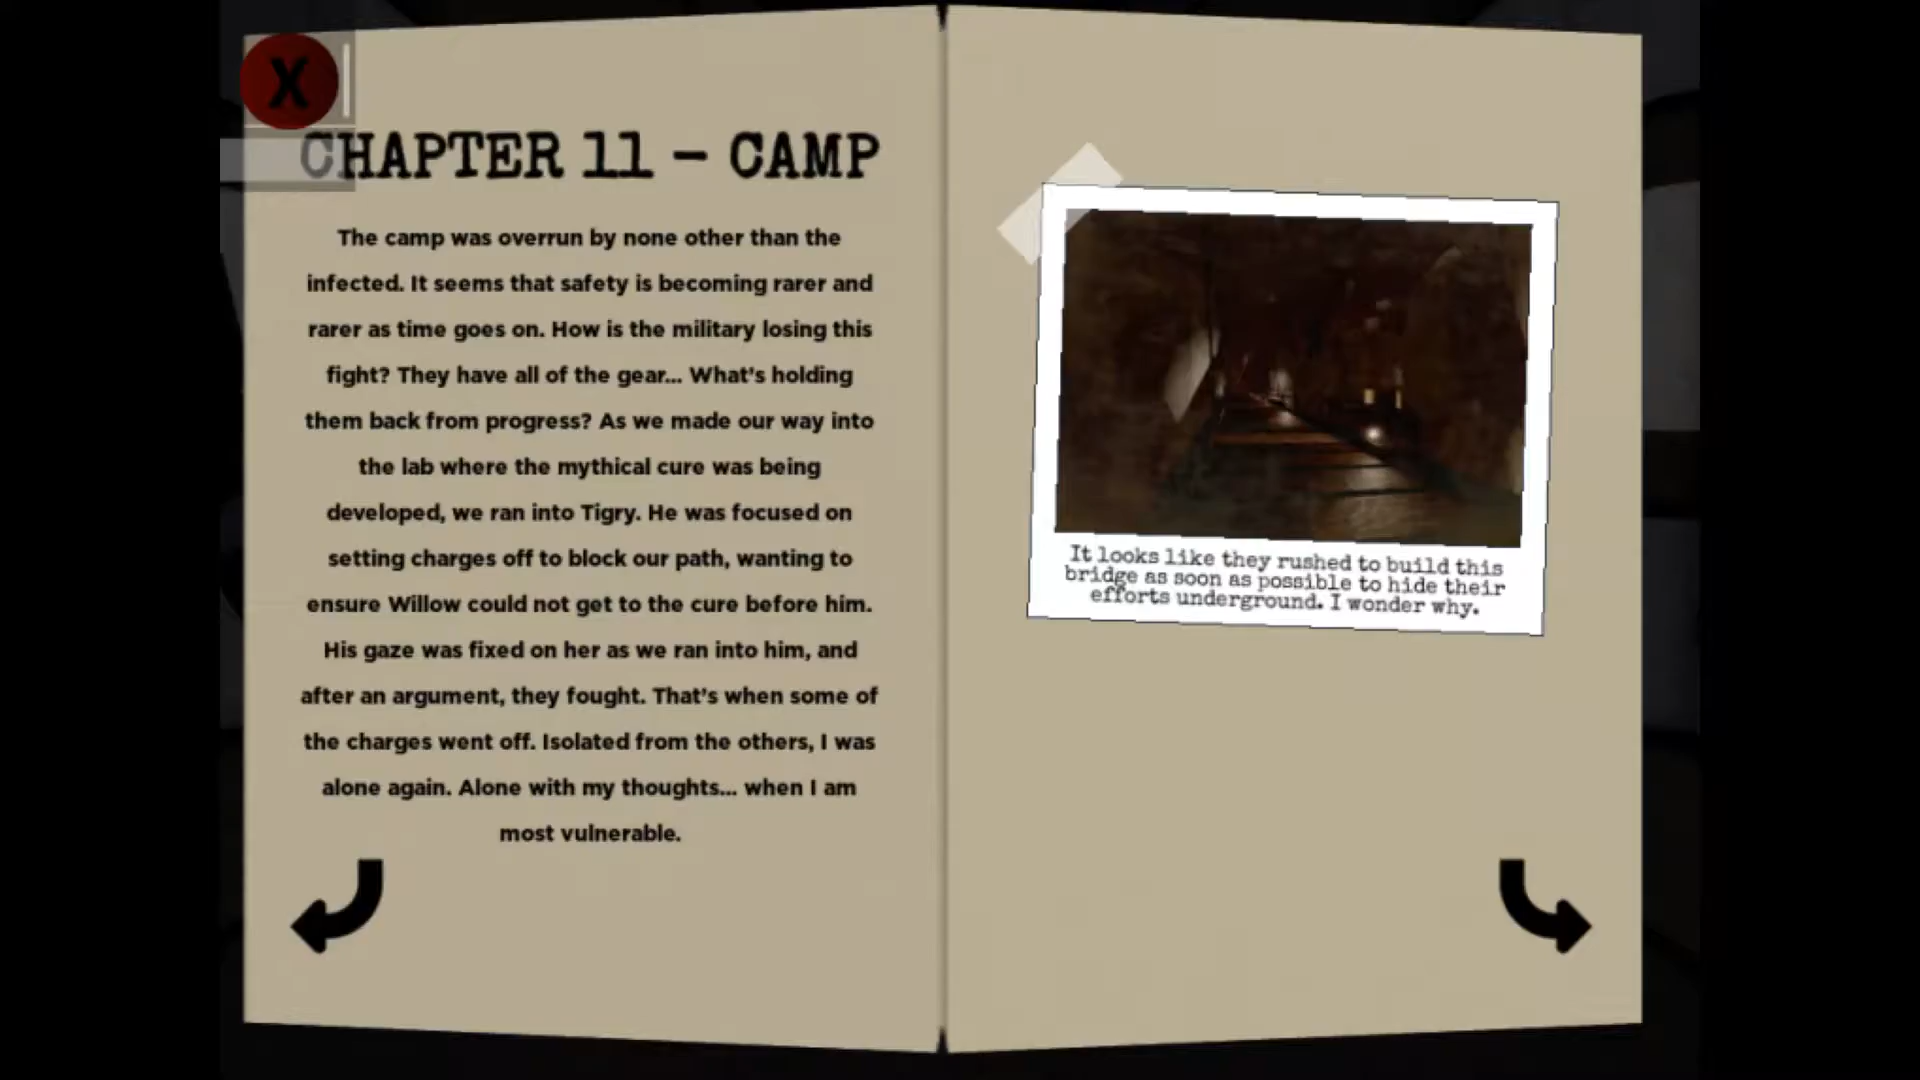 X
CHAPTER 11 - CAMP
The camp was overrun by none other than the
infected. It seems that safety is becoming rarer and
rarer as time goes on. How is the military losing this
fight? They have all of the gear... What's holding
them back from progress? As we made our way into
the lab where the mythical cure was being
developed, we ran into Tigry. He was focused on
setting charges off to block our path, wanting to
ensure Willow could not get to the cure before him.
His gaze was fixed on her as we ran into him, and
after an argument, they fought. That's when some of
the charges went off. Isolated from the others, I was
alone again. Alone with my thoughts... when I am
most vulnerable.
It looks like they rushed to build this
bridge as soon as possible to hide their
efforts underground. I wonder why.